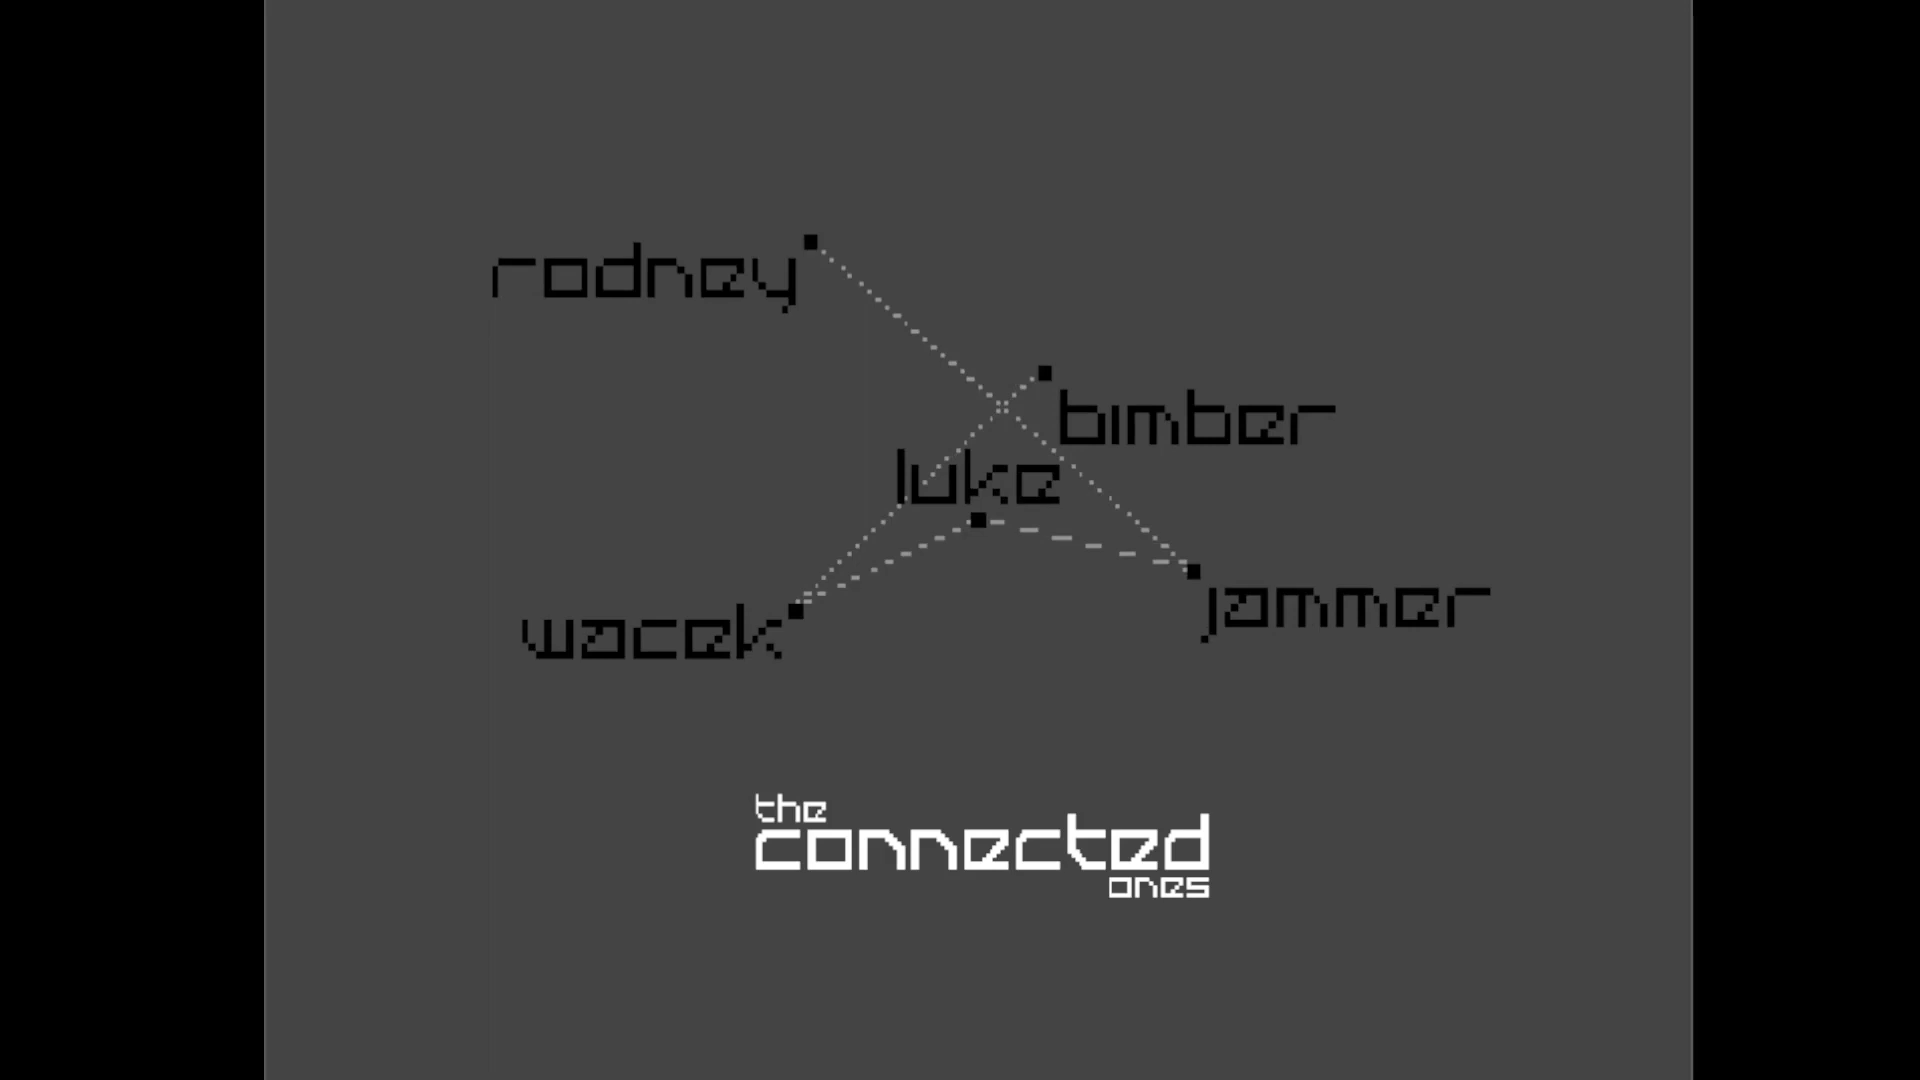 rodney
bimber
luke
jammer
wacek
the
connected
ones